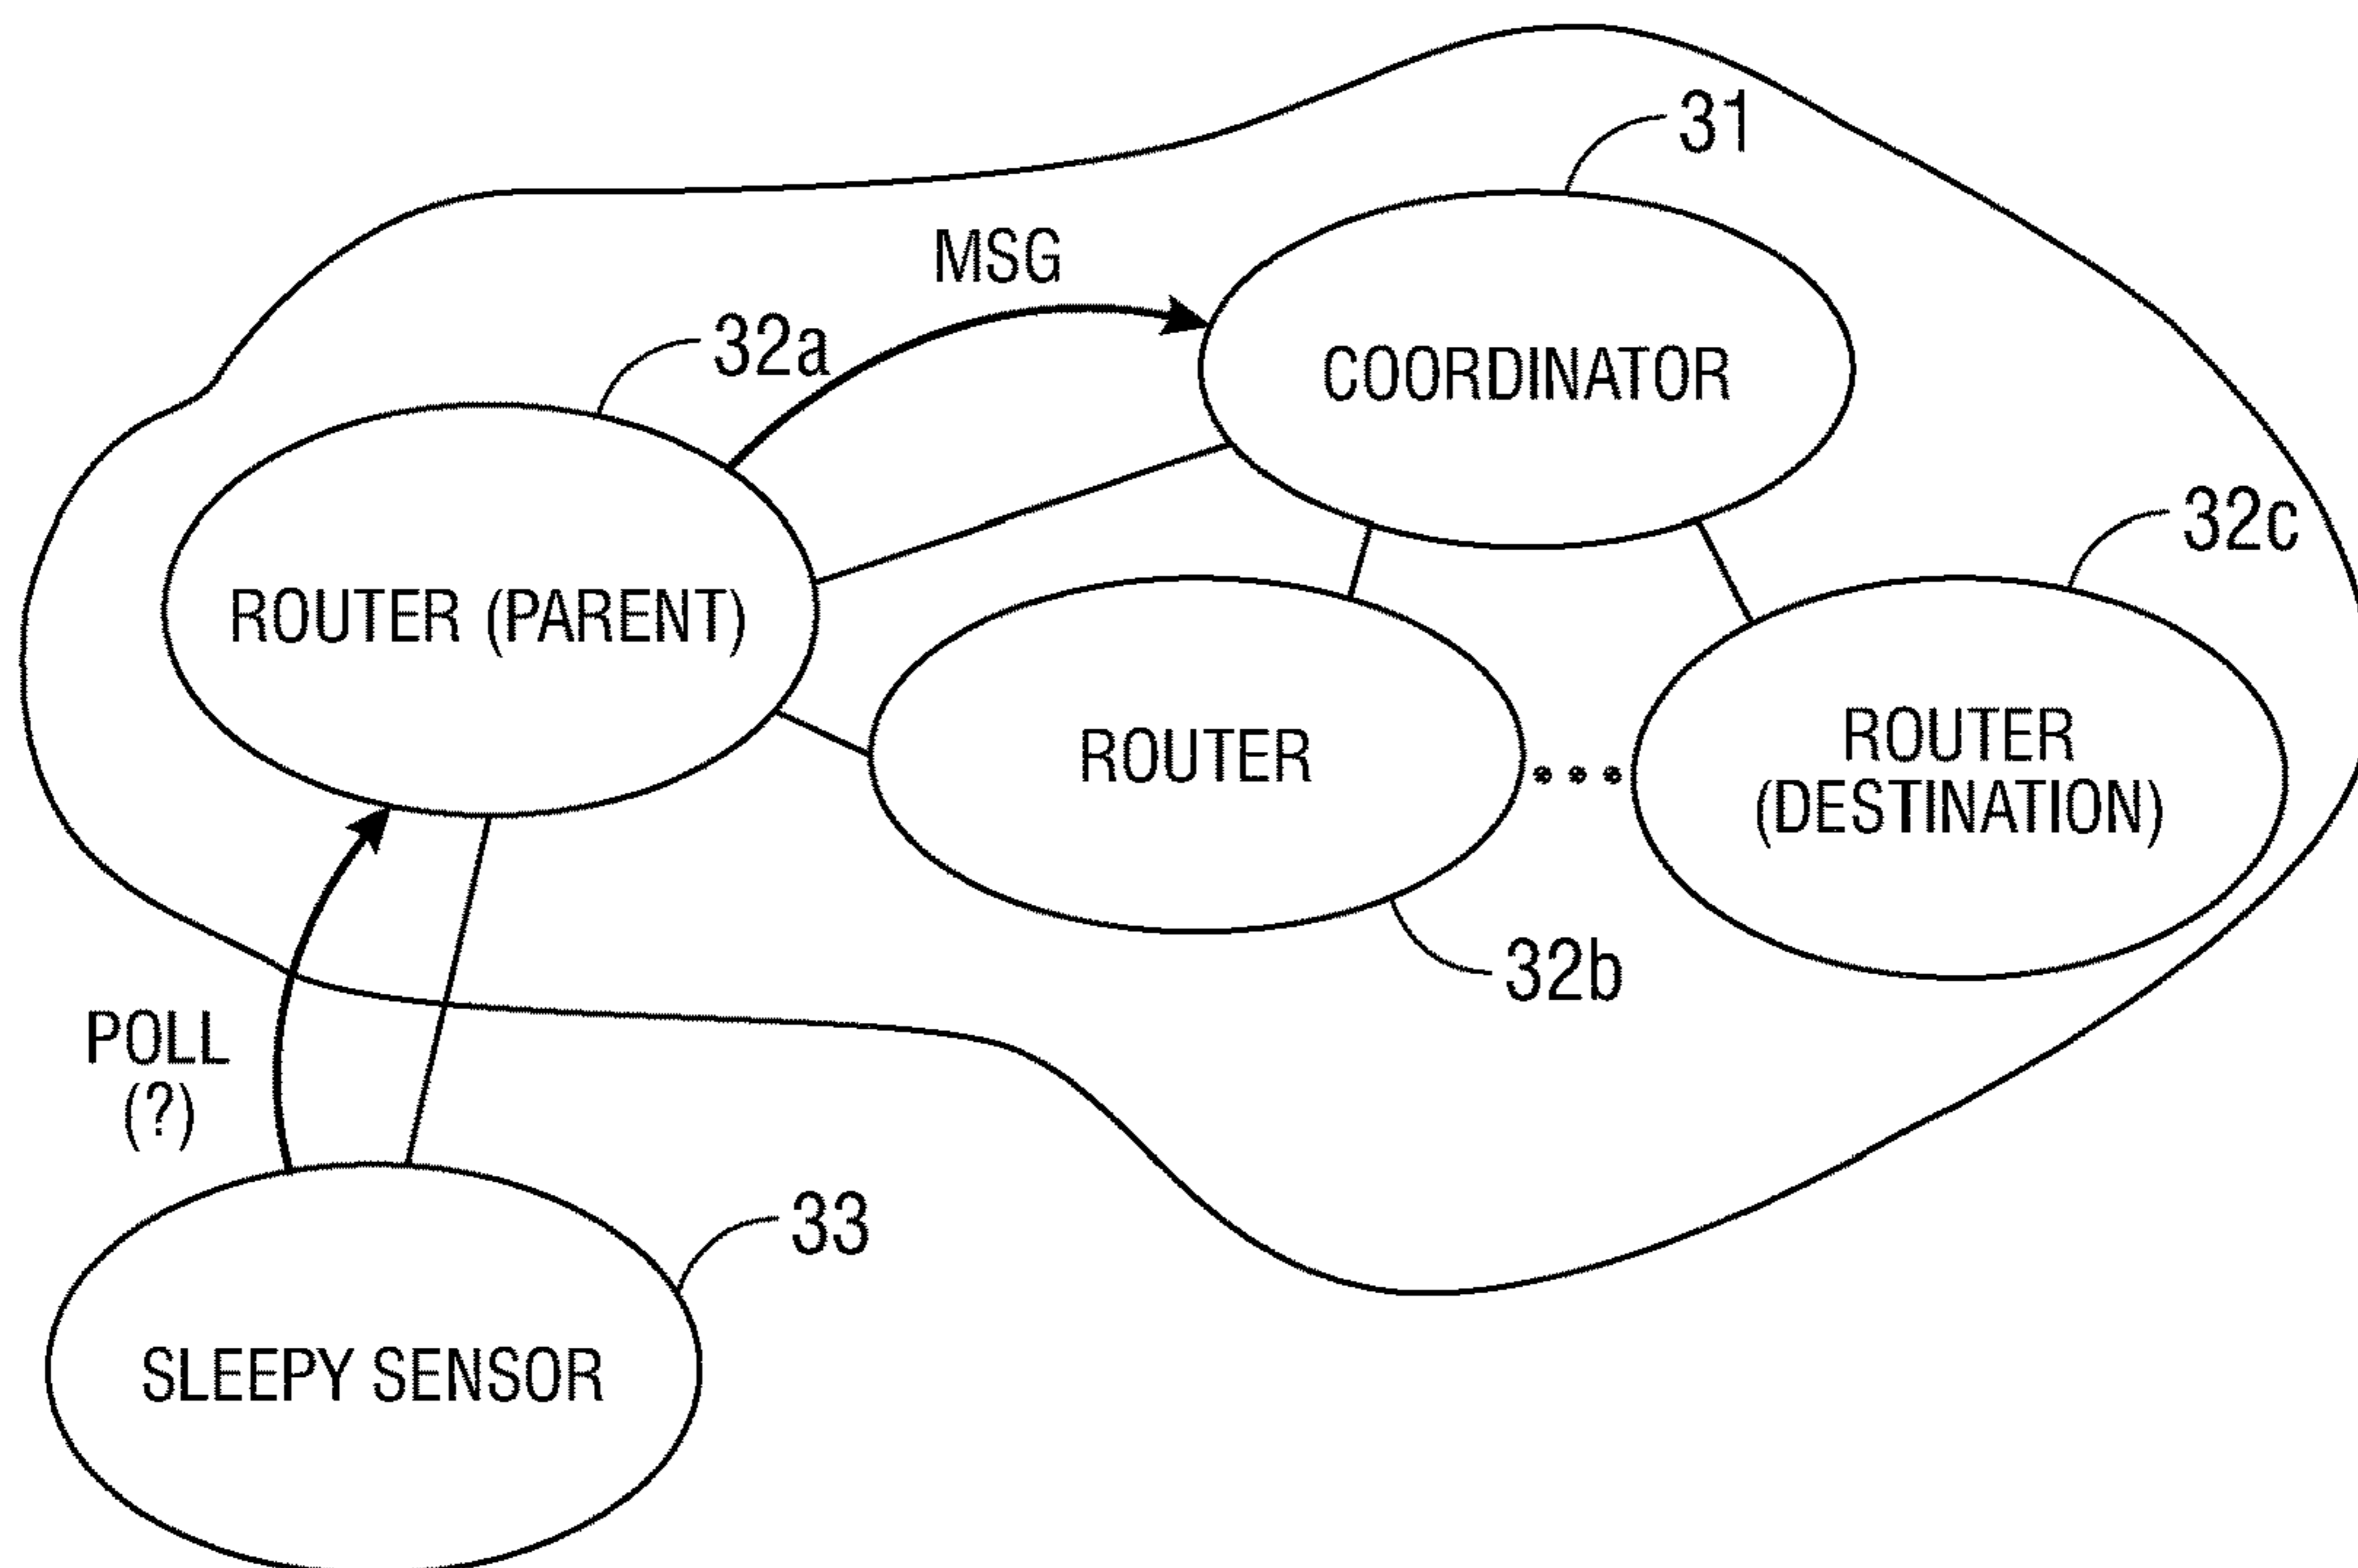 31
MSG
32a
COORDINATOR
32c
ROUTER (PARENT)
ROUTER
ROUTER
(DESTINATION)
32b
POLL
(?)
33
SLEEPY SENSOR